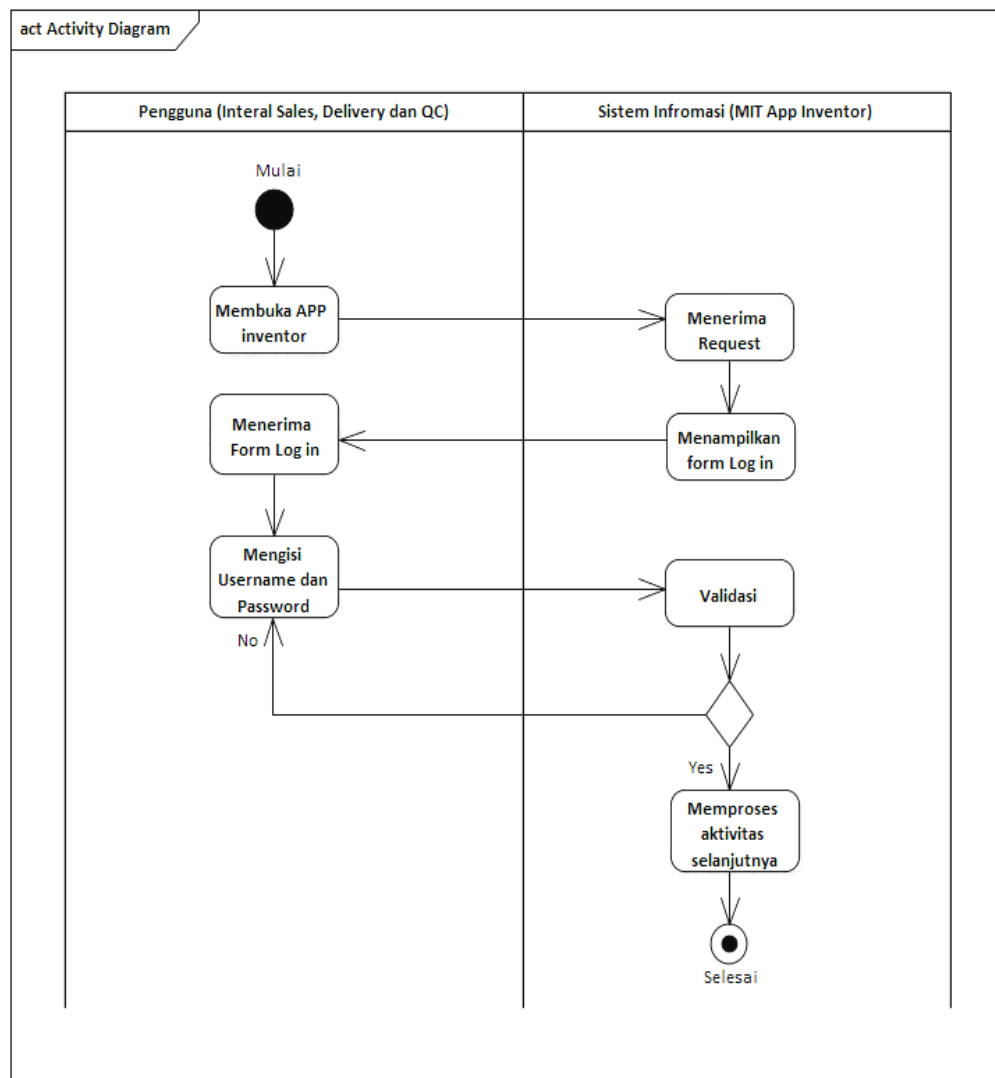 act Activity Diagram
Pengguna (Interal Sales, Delivery dan QC)
Sistem Infromasi (MIT App Inventor)
Mulai
Membuka APP
inventor
Menerima
Request
Menerima
Form Log in
Menampilkan
form Log in
Mengisi
Username dan
Password
Validasi
No
Yes
Memproses
aktivitas
selanjutnya
Selesai